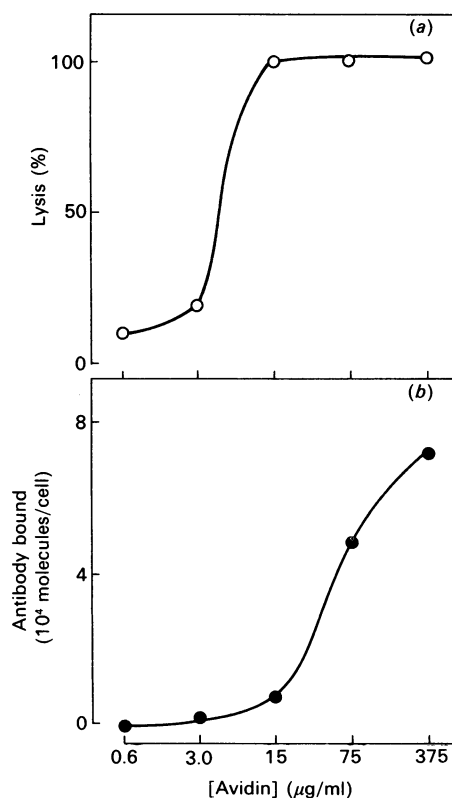 (a)
100
50
0
Lysis (%)
(b)
8
4
0
Antibody bound
(10⁴ molecules/cell)
0.6 3.0 15 75 375
[Avidin] (μg/ml)